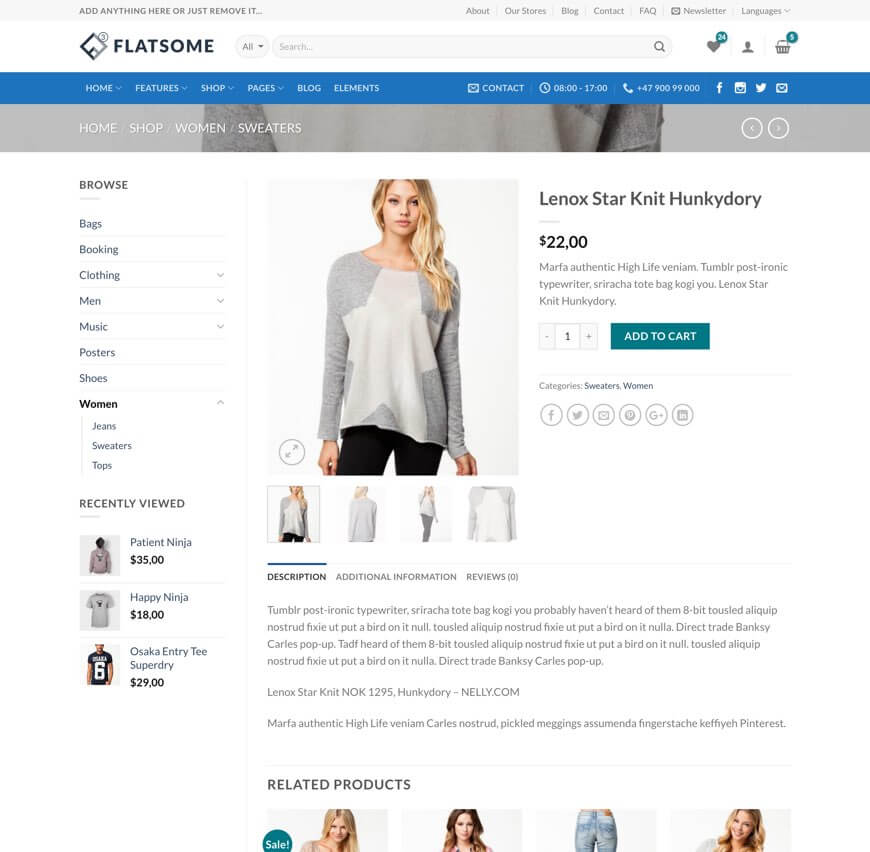 ADD ANYTHING HERE OR JUST REMOVE IT...
About Our Stores Blog Contact FAQ Newsletter Languages
3 FLATSOME
All Search...
24
5
HOME FEATURES SHOP PAGES BLOG ELEMENTS
CONTACT 08:00 - 17:00 +47 900 99 000
HOME / SHOP / WOMEN / SWEATERS
BROWSE
Bags
Booking
Clothing
Men
Music
Posters
Shoes
Women
Jeans
Sweaters
Tops
RECENTLY VIEWED
Patient Ninja
$35,00
Happy Ninja
$18,00
OSAKA
6
Osaka Entry Tee
Superdry
$29,00
Lenox Star Knit Hunkydory
$22,00
Marfa authentic High Life veniam. Tumblr post-ironic
typewriter, sriracha tote bag kogi you. Lenox Star
Knit Hunkydory.
- 1 +
ADD TO CART
Categories: Sweaters, Women
DESCRIPTION ADDITIONAL INFORMATION REVIEWS (0)
Tumblr post-ironic typewriter, sriracha tote bag kogi you probably haven’t heard of them 8-bit tousled aliquip
nostrud fixie ut put a bird on it null. tousled aliquip nostrud fixie ut put a bird on it nulla. Direct trade Banksy
Carles pop-up. Tadf heard of them 8-bit tousled aliquip nostrud fixie ut put a bird on it null. tousled aliquip
nostrud fixie ut put a bird on it nulla. Direct trade Banksy Carles pop-up.
Lenox Star Knit NOK 1295, Hunkydory – NELLY.COM
Marfa authentic High Life veniam Carles nostrud, pickled meggings assumenda fingerstache keffiyeh Pinterest.
RELATED PRODUCTS
Sale!